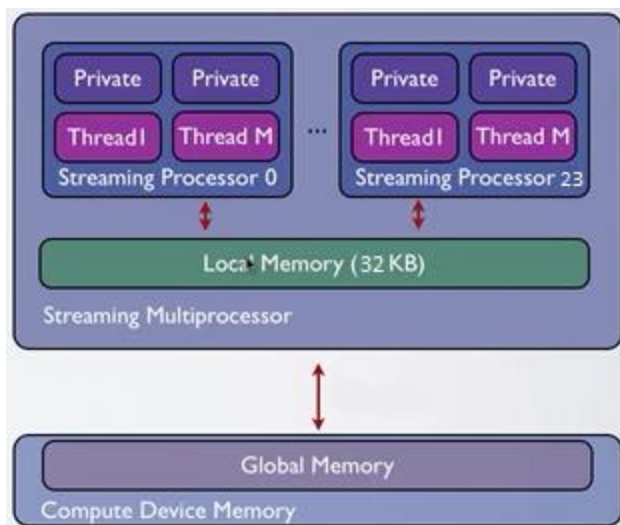 Private Private Private Private
Thread1 Thread M ... Thread1 Thread M
Streaming Processor 0 Streaming Processor 23
Local Memory (32 KB)
Streaming Multiprocessor
Global Memory
Compute Device Memory